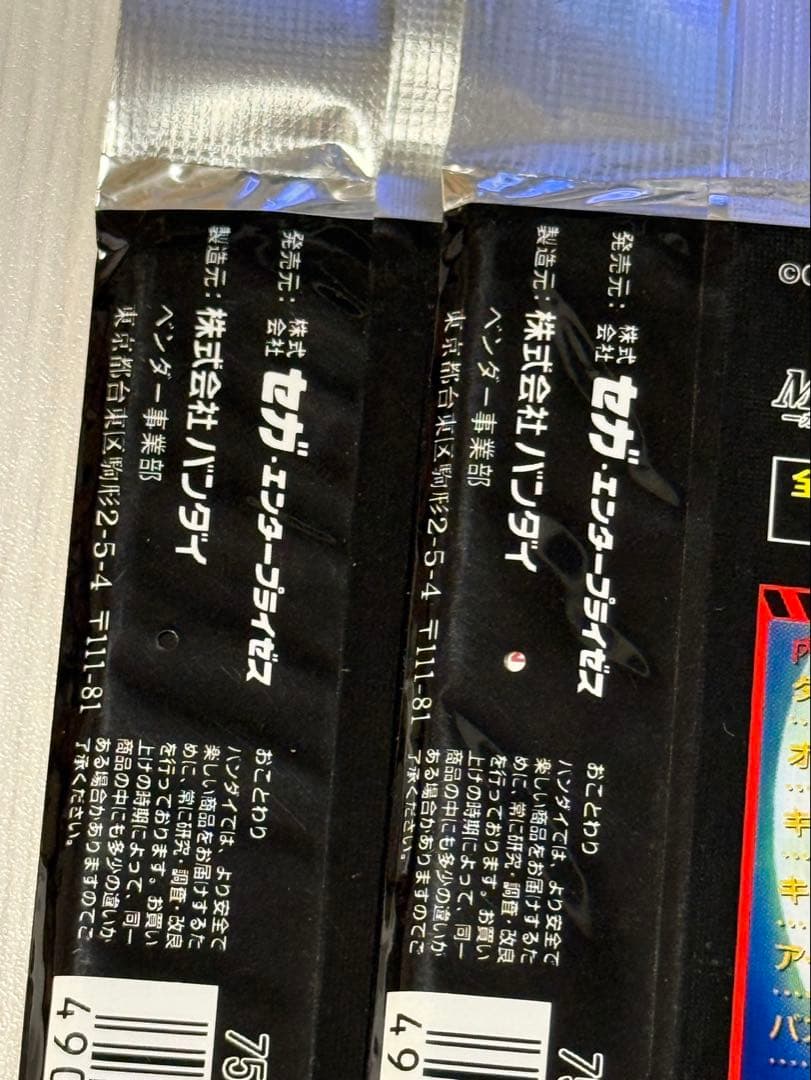 発売元：株式会社 セガ・エンタープライゼス
製造元：株式会社 バンダイ
ベンダー事業部
東京都台東区駒形2-5-4 〒111-81
おことわり
バンダイでは、より安全で
楽しい商品をお届けするた
めに、常に研究・調査・改良
を行っております。お買い
上げの時期によって、同一
商品の中にも多少の違いが
ある場合がありますのでご
了承ください。
490
75
発売元：株式会社 セガ・エンタープライゼス
製造元：株式会社 バンダイ
ベンダー事業部
東京都台東区駒形2-5-4 〒111-81
おことわり
バンダイでは、より安全で
楽しい商品をお届けするた
めに、常に研究・調査・改良
を行っております。お買い
上げの時期によって、同一
商品の中にも多少の違いが
ある場合がありますのでご
了承ください。
49
©
タ
オ
キ
キ
ア
バ